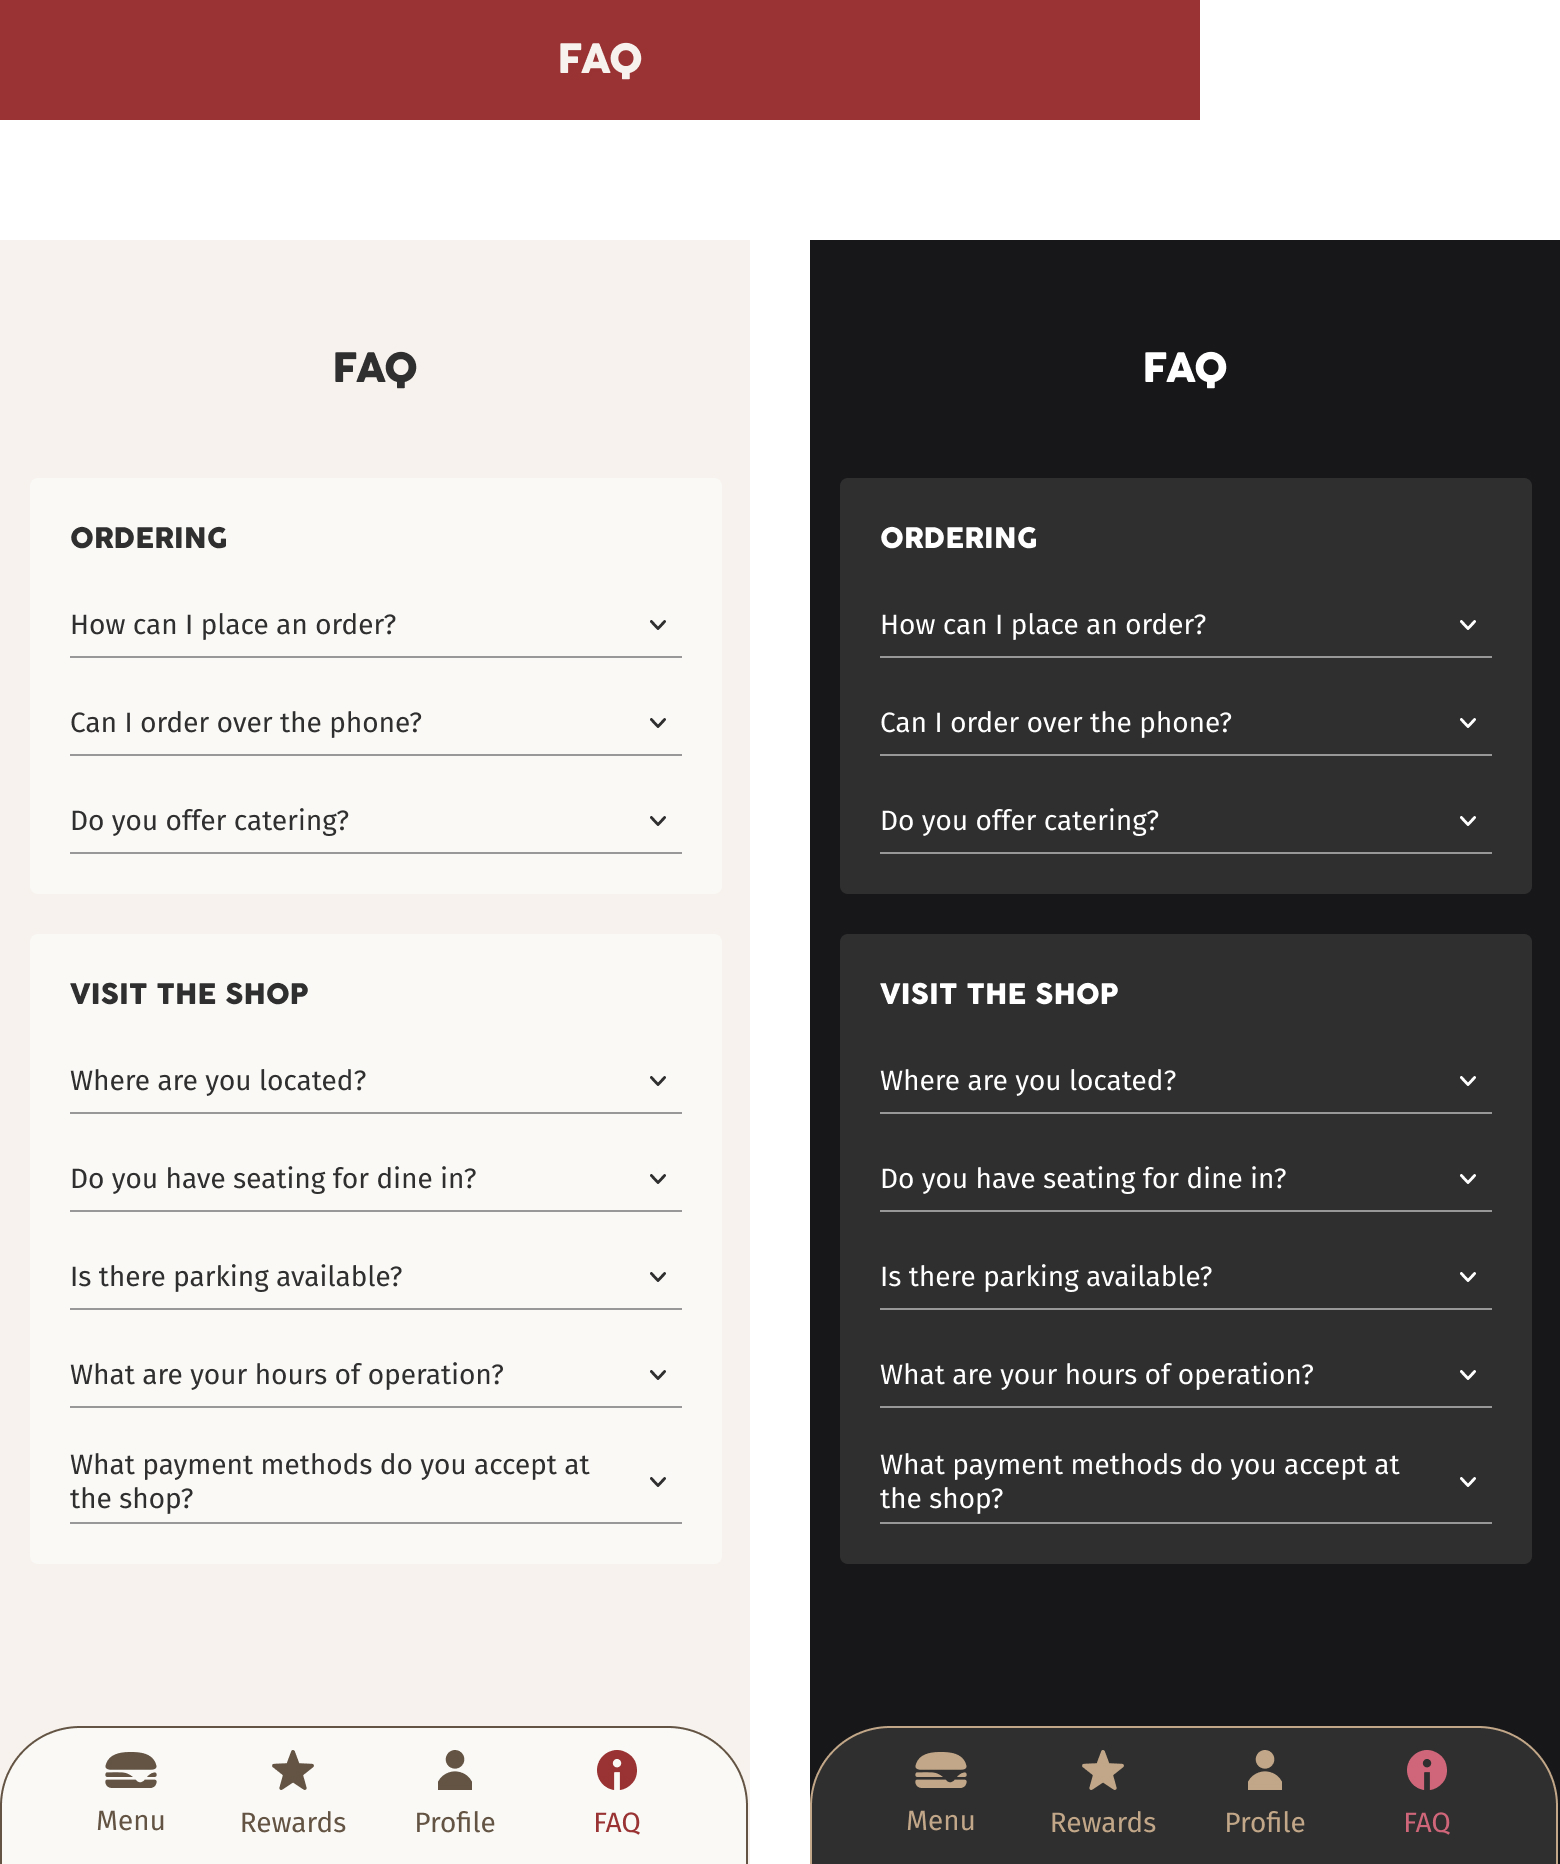 FAQ
FAQ
ORDERING
How can I place an order?
Can I order over the phone?
Do you offer catering?
VISIT THE SHOP
Where are you located?
Do you have seating for dine in?
Is there parking available?
What are your hours of operation?
What payment methods do you accept at
the shop?
Menu
Rewards
Profile
FAQ
FAQ
ORDERING
How can I place an order?
Can I order over the phone?
Do you offer catering?
VISIT THE SHOP
Where are you located?
Do you have seating for dine in?
Is there parking available?
What are your hours of operation?
What payment methods do you accept at
the shop?
Menu
Rewards
Profile
FAQ